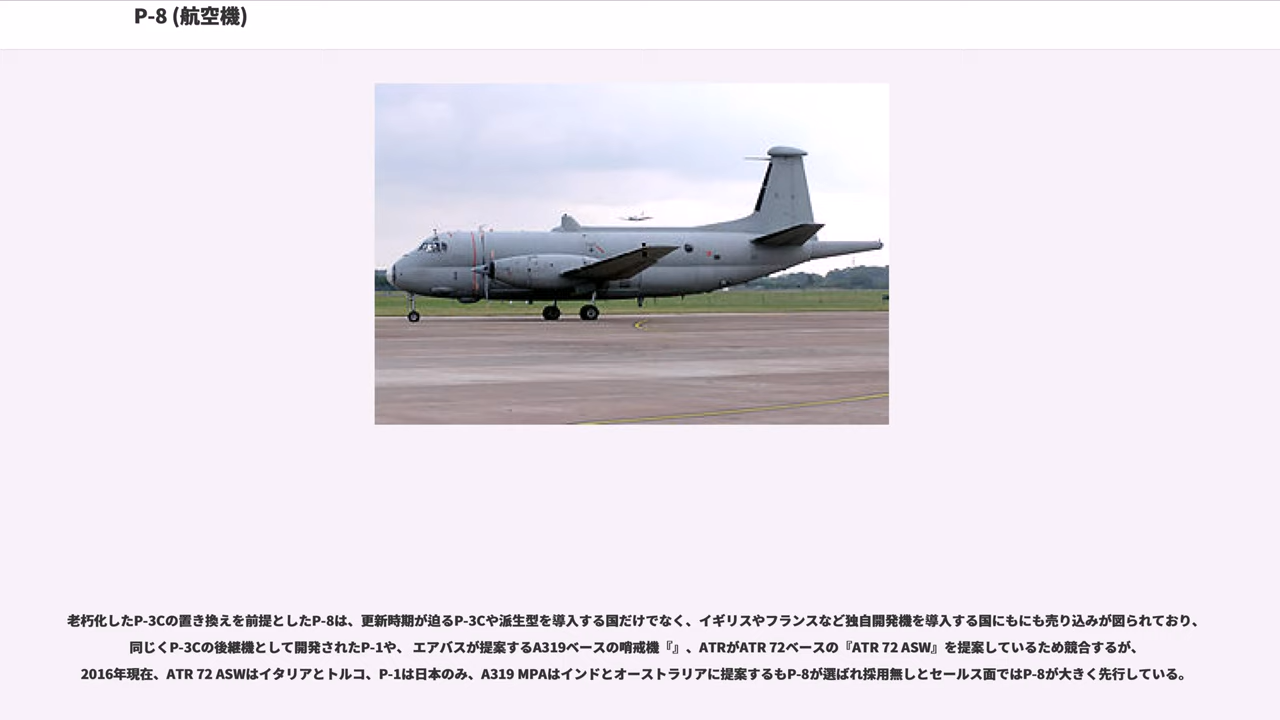 P-8 (航空機)
老朽化したP-3Cの置き換えを前提としたP-8は、更新時期が迫るP-3Cや派生型を導入する国だけでなく、イギリスやフランスなど独自開発機を導入する国にもにも売り込みが図られており、
同じくP-3Cの後継機として開発されたP-1や、 エアバスが提案するA319ベースの哨戒機『』、ATRがATR 72ベースの『ATR 72 ASW』を提案しているため競合するが、
2016年現在、ATR 72 ASWはイタリアとトルコ、P-1は日本のみ、A319 MPAはインドとオーストラリアに提案するもP-8が選ばれ採用無しとセールス面ではP-8が大きく先行している。